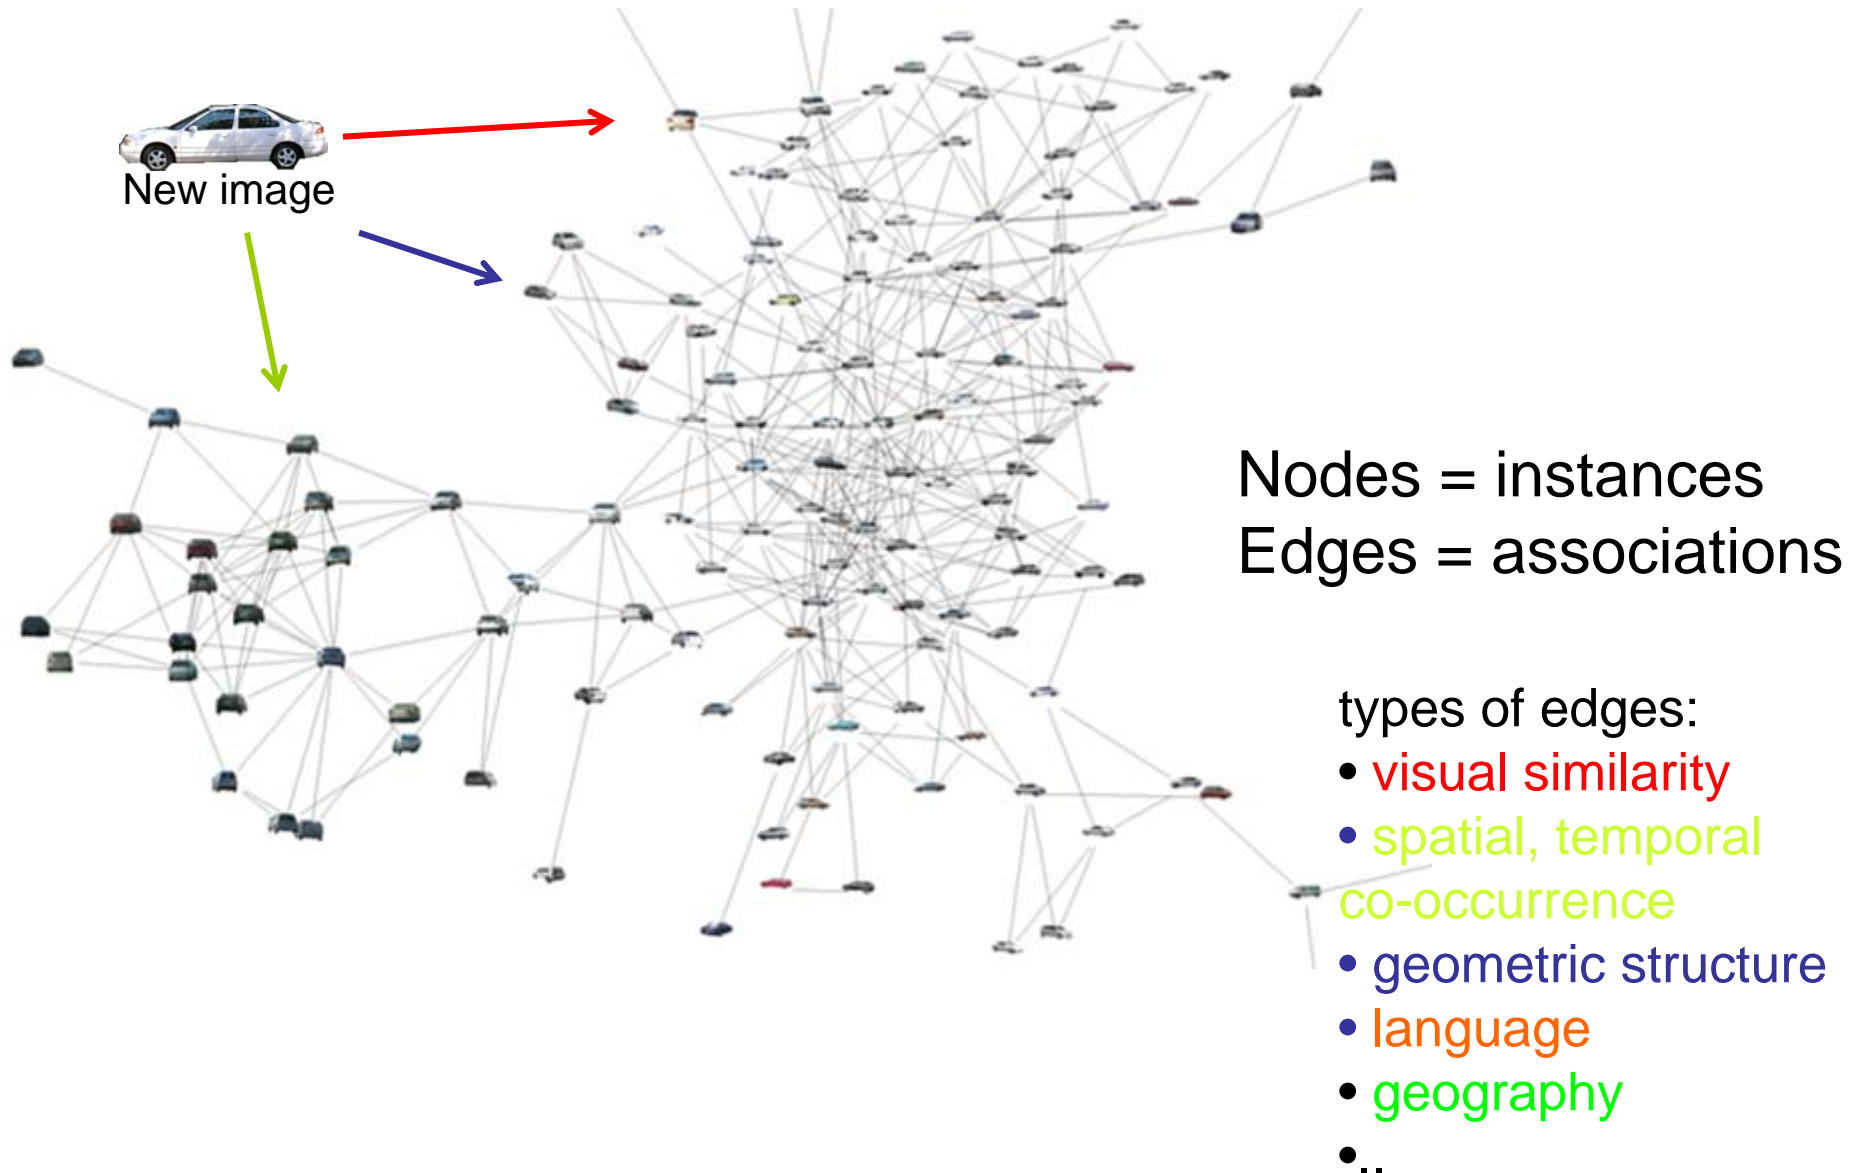 New image
Nodes = instances
Edges = associations
types of edges:
• visual similarity
• spatial, temporal
co-occurrence
• geometric structure
• language
• geography
•..